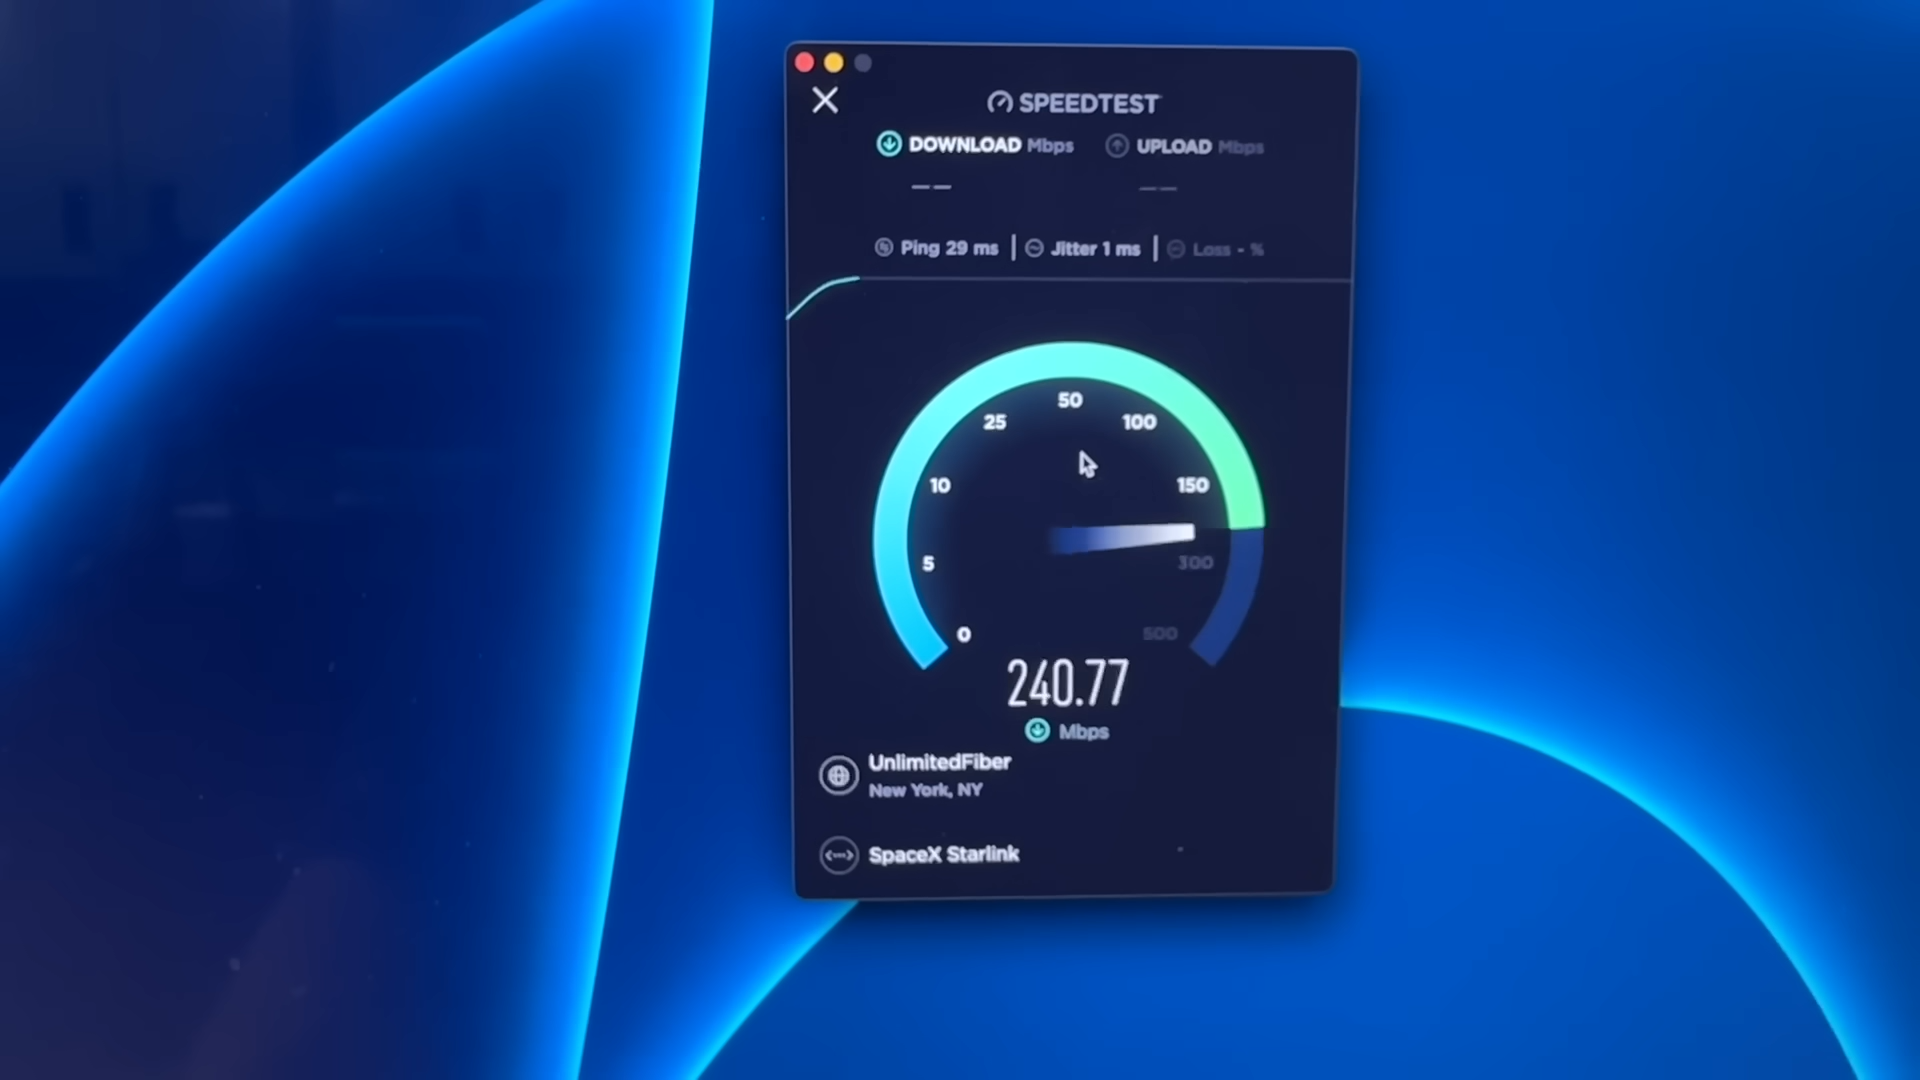 SPEEDTEST
DOWNLOAD Mbps UPLOAD Mbps
— — — —
Ping 29 ms | Jitter 1 ms | Loss - %
50
25 100
10 150
5 300
0 500
240.77
Mbps
UnlimitedFiber
New York, NY
SpaceX Starlink